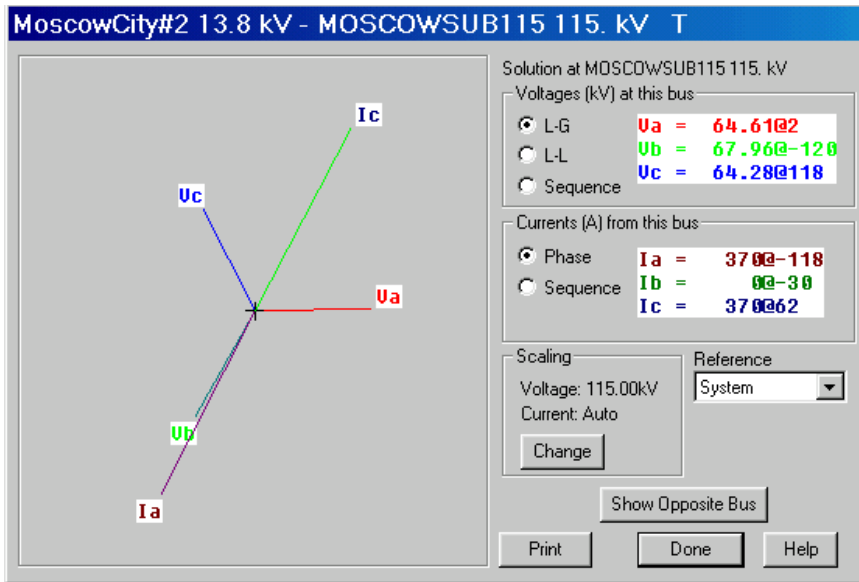 MoscowCity#2 13.8 kV - MOSCOWSUB115 115. kV T
Ic
Vc
Va
Vb
Ia
Solution at MOSCOWSUB115 115. kV
Voltages (kV) at this bus
L-G
L-L
Sequence
Va = 64.61@2
Vb = 67.96@-120
Vc = 64.28@118
Currents (A) from this bus
Phase
Sequence
Ia = 370@-118
Ib = 0@-30
Ic = 370@62
Scaling
Voltage: 115.00kV
Current: Auto
Change
Reference
System
Show Opposite Bus
Print
Done
Help